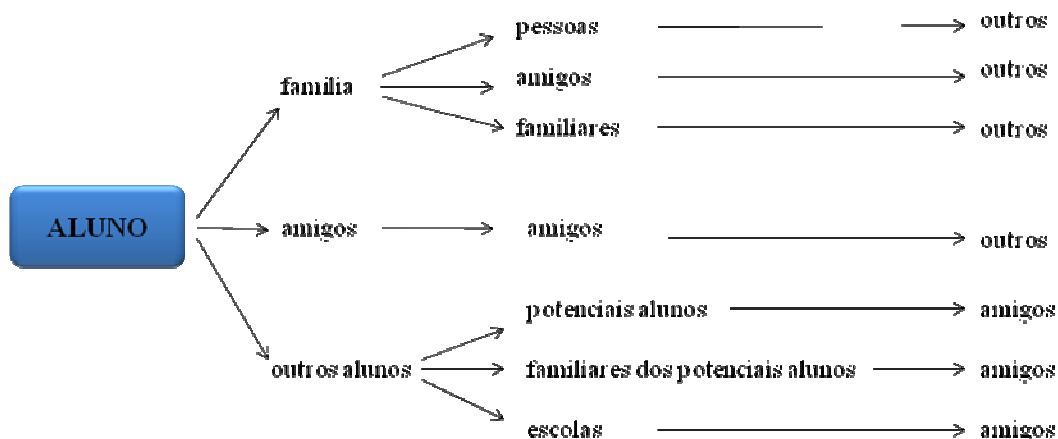 pessoas outros
família amigos outros
familiares outros
ALUNO amigos amigos outros
potenciais alunos amigos
outros alunos familiares dos potenciais alunos amigos
escolas amigos